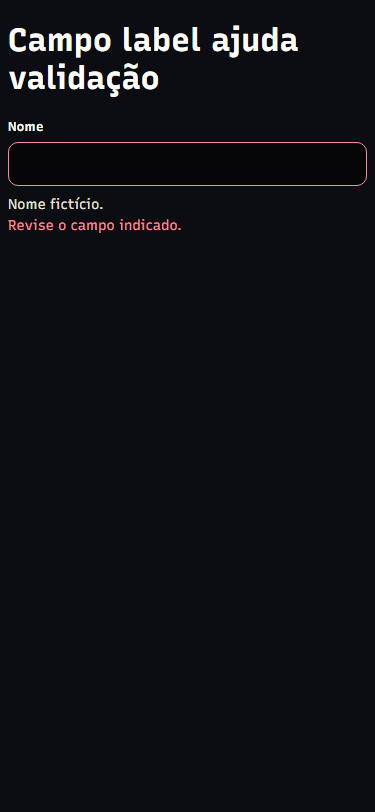 Campo label ajuda
validação
Nome
Nome fictício.
Revise o campo indicado.